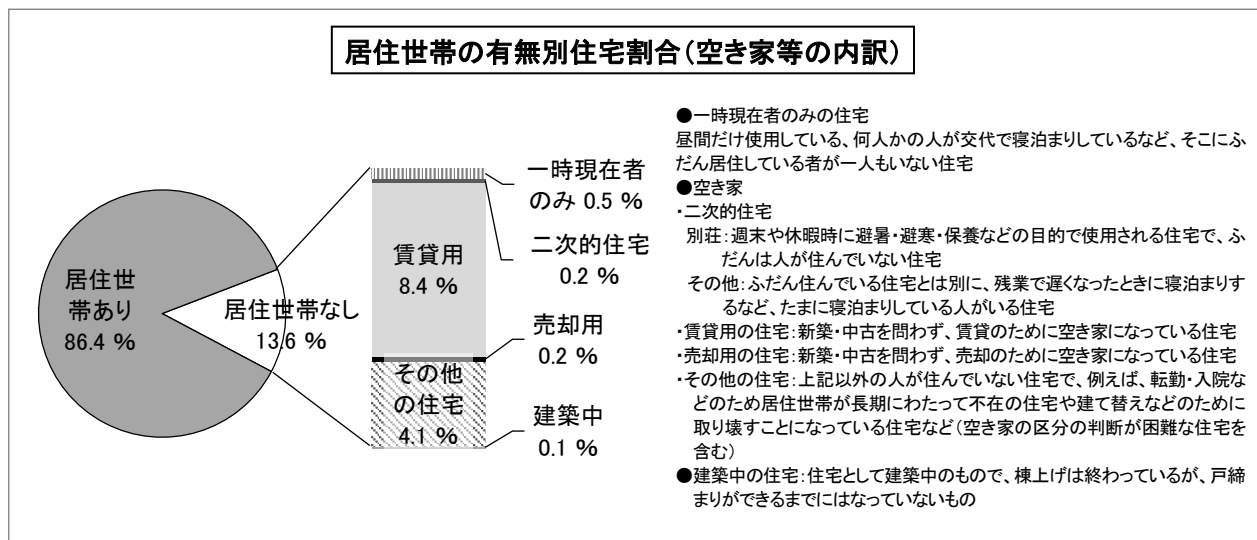 居住世帯の有無別住宅割合(空き家等の内訳)
居住世
帯あり
86.4 %
居住世帯なし
13.6 %
賃貸用
8.4 %
その他
の住宅
4.1 %
一時現在者
のみ 0.5 %
二次的住宅
0.2 %
売却用
0.2 %
建築中
0.1 %
●一時現在者のみの住宅
昼間だけ使用している、何人かの人が交代で寝泊まりしているなど、そこにふ
だん居住している者が一人もいない住宅
●空き家
・二次的住宅
別荘:週末や休暇時に避暑・避寒・保養などの目的で使用される住宅で、ふ
だんは人が住んでいない住宅
その他:ふだん住んでいる住宅とは別に、残業で遅くなったときに寝泊まりす
るなど、たまに寝泊まりしている人がいる住宅
・賃貸用の住宅:新築・中古を問わず、賃貸のために空き家になっている住宅
・売却用の住宅:新築・中古を問わず、売却のために空き家になっている住宅
・その他の住宅:上記以外の人が住んでいない住宅で、例えば、転勤・入院な
どのため居住世帯が長期にわたって不在の住宅や建て替えなどのために
取り壊すことになっている住宅など(空き家の区分の判断が困難な住宅を
含む)
●建築中の住宅:住宅として建築中のもので、棟上げは終わっているが、戸締
まりができるまでにはなっていないもの